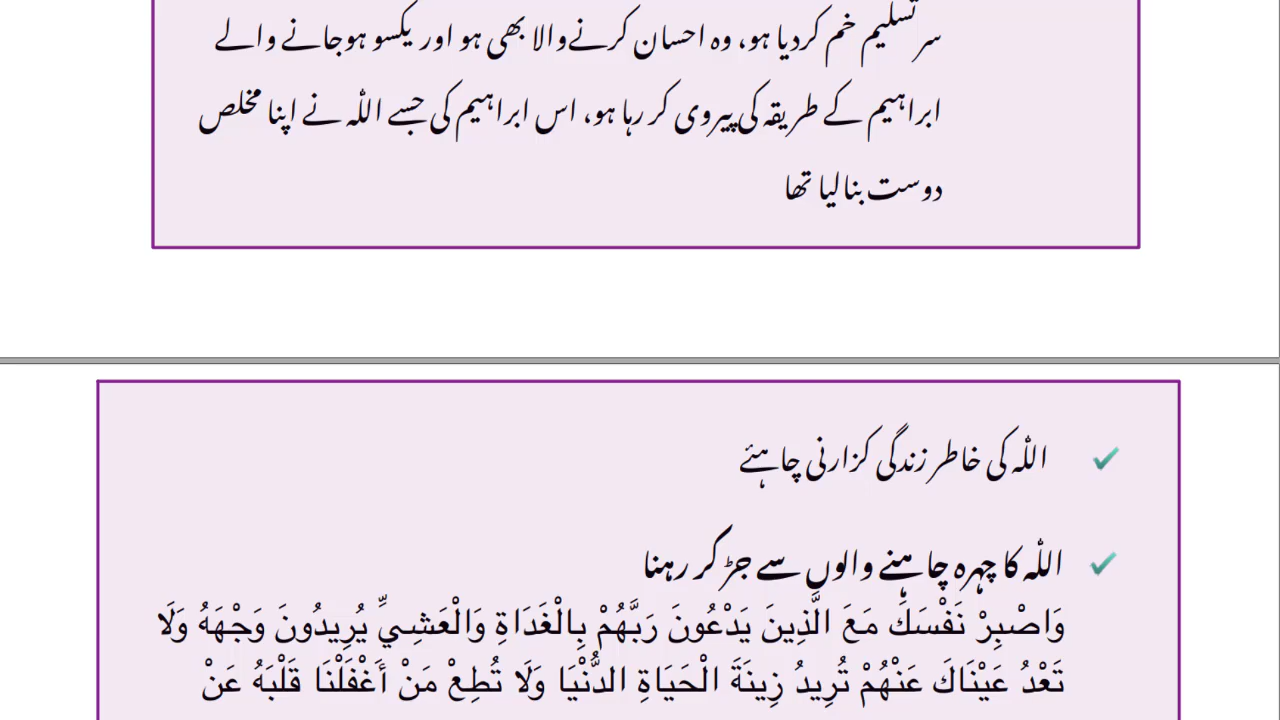 سر تسلیم خم کردیا ہو، وہ احسان کرنےوالا بھی ہو اور یکسو ہوجانے والے
ابراہیم کے طریقہ کی پیروی کر رہا ہو، اس ابراہیم کی جسے اللہ نے اپنا مخلص
دوست بنالیا تھا
اللہ کی خاطر زندگی گزارنی چاہئے
اللہ کا چہرہ چاہنے والوں سے جڑ کر رہنا
وَاصْبِرْ نَفْسَكَ مَعَ الَّذِينَ يَدْعُونَ رَبَّهُمْ بِالْغَدَاةِ وَالْعَشِيِّ يُرِيدُونَ وَجْهَهُ وَلَا
تَعْدُ عَيْنَاكَ عَنْهُمْ تُرِيدُ زِينَةَ الْحَيَاةِ الدُّنْيَا وَلَا تُطِعْ مَنْ أَغْفَلْنَا قَلْبَهُ عَنْ